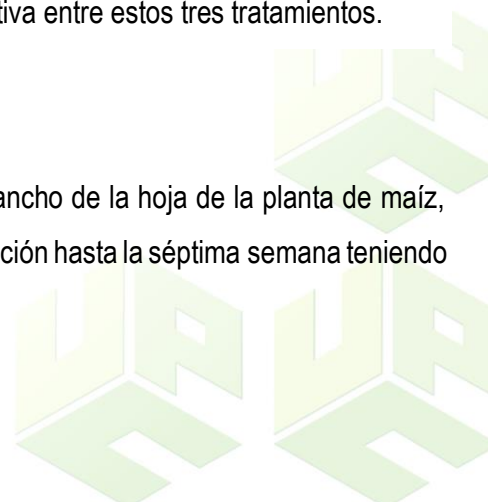 tiva entre estos tres tratamientos.
ancho de la hoja de la planta de maíz,
ción hasta la séptima semana teniendo